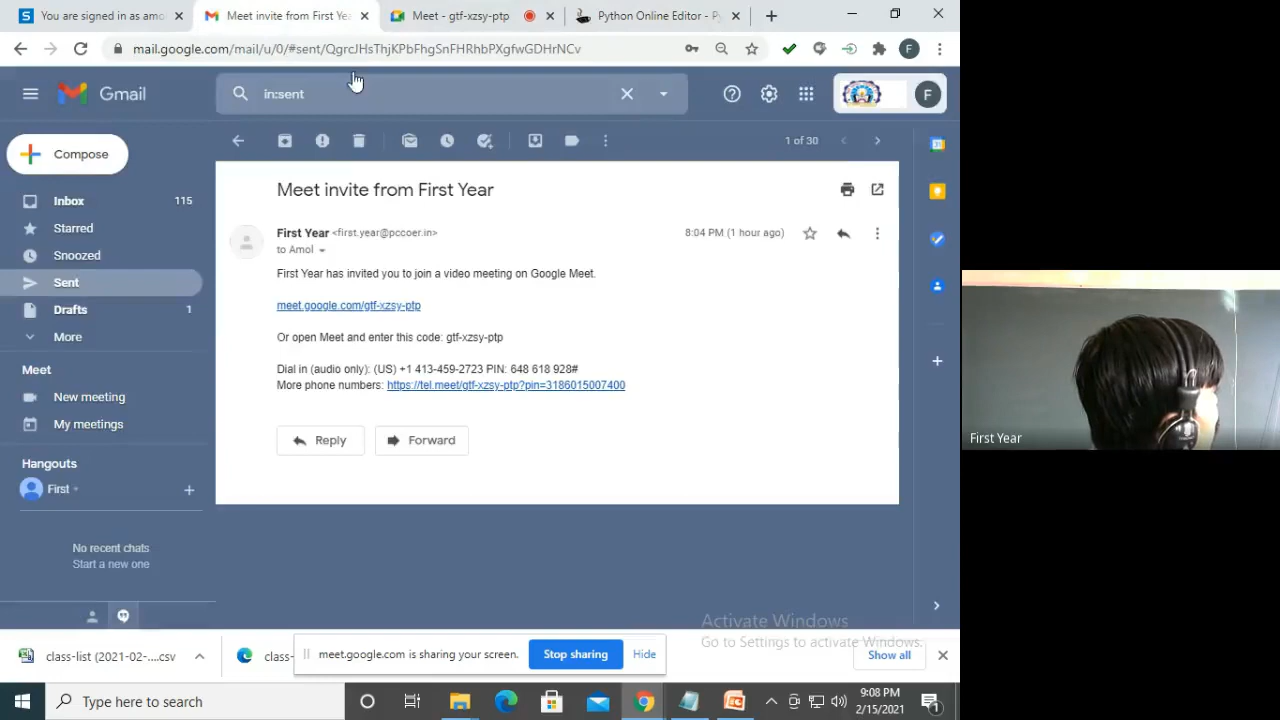 You are signed in as amo
Meet invite from First Yea
Meet - gtf-xzsy-ptp
Python Online Editor - Py
mail.google.com/mail/u/0/#sent/QgrcJHsThjKPbFhgSnFHRhbPXgfwGDHrNCv
F
Gmail
in:sent
F
Compose
1 of 30
Inbox 115
Starred
Snoozed
Sent
Drafts 1
More
Meet
New meeting
My meetings
Hangouts
First
No recent chats
Start a new one
Meet invite from First Year
First Year <first.year@pccoer.in>
8:04 PM (1 hour ago)
to Amol
First Year has invited you to join a video meeting on Google Meet.
meet.google.com/gtf-xzsy-ptp
Or open Meet and enter this code: gtf-xzsy-ptp
Dial in (audio only): (US) +1 413-459-2723 PIN: 648 618 928#
More phone numbers: https://tel.meet/gtf-xzsy-ptp?pin=3186015007400
Reply
Forward
First Year
Activate Windows
Go to Settings to activate Windows.
class-list (2021-02-....csv
class-
meet.google.com is sharing your screen.
Stop sharing
Hide
Show all
Type here to search
9:08 PM
2/15/2021
1